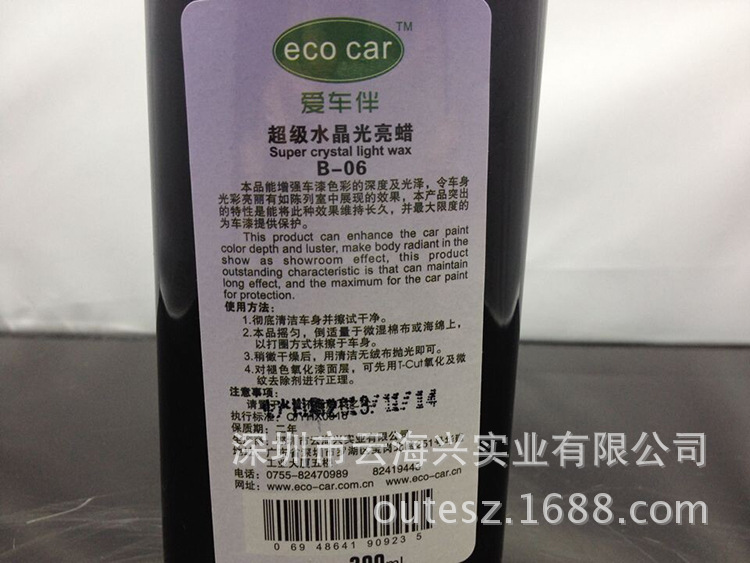 eco car TM
爱车伴
超级水晶光亮蜡
Super crystal light wax
B-06
本品能增强车漆色彩的深度及光泽，令车身
光彩亮丽有如陈列室中展现的效果，本产品突出
的特性是能将此种效果维持长久，并最大限度的
为车漆提供保护。
This product can enhance the car paint
color depth and luster, make body radiant in the
show as showroom effect, this product
outstanding characteristic is that can maintain
long effect, and the maximum for the car paint
for protection.
使用方法：
1.彻底清洁车身并擦试干净。
2.本品摇匀，倒适量于微湿棉布或海绵上，
以打圈方式抹擦于车身。
3.稍微干燥后，用清洁无绒布抛光即可。
4.对褪色氧化漆面层，可先用T-Cut氧化及微
纹去除剂进行正理。
注意事项：
13/11/14
执行标准：
保质期：二年
深圳市云海兴实业有限公司
电话：0755-82470989 82419443
网址：www.eco-car.com.cn www.eco-car.cn
outesz.1688.com
0 69 48641 90923 5